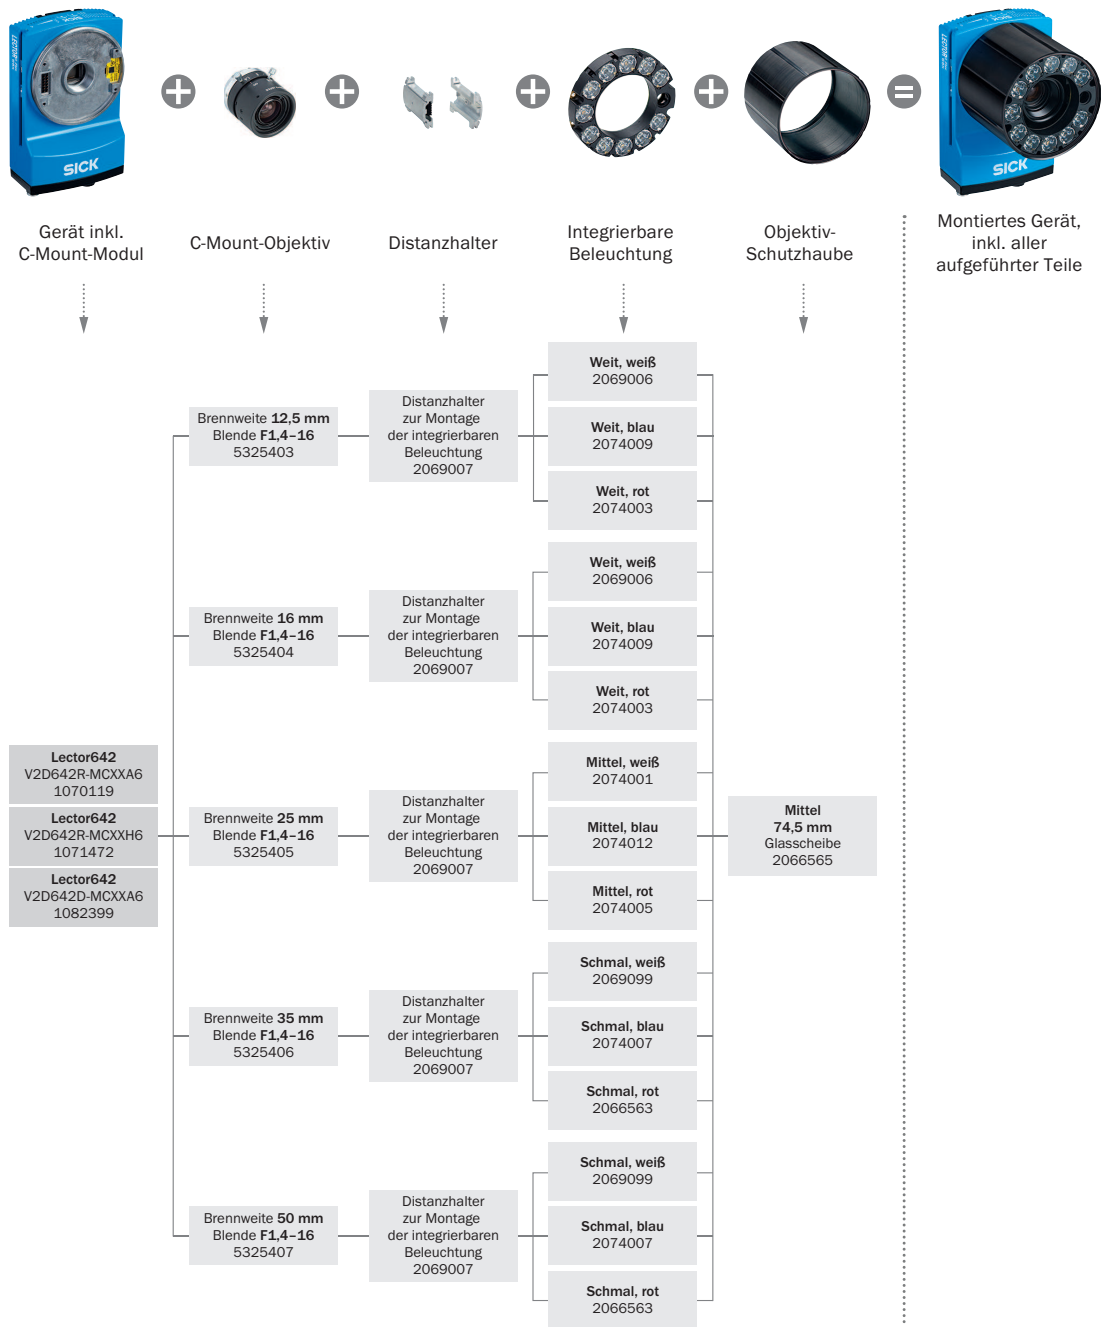 SICK
SICK
Gerät inkl.
C-Mount-Modul
C-Mount-Objektiv
Distanzhalter
Integrierbare
Beleuchtung
Objektiv-
Schutzhaube
Montiertes Gerät,
inkl. aller
aufgeführter Teile
Lector642
V2D642R-MCXXA6
1070119
Lector642
V2D642R-MCXXH6
1071472
Lector642
V2D642D-MCXXA6
1082399
Brennweite 12,5 mm
Blende F1,4–16
5325403
Distanzhalter
zur Montage
der integrierbaren
Beleuchtung
2069007
Weit, weiß
2069006
Weit, blau
2074009
Weit, rot
2074003
Brennweite 16 mm
Blende F1,4–16
5325404
Distanzhalter
zur Montage
der integrierbaren
Beleuchtung
2069007
Weit, weiß
2069006
Weit, blau
2074009
Weit, rot
2074003
Brennweite 25 mm
Blende F1,4–16
5325405
Distanzhalter
zur Montage
der integrierbaren
Beleuchtung
2069007
Mittel, weiß
2074001
Mittel, blau
2074012
Mittel, rot
2074005
Brennweite 35 mm
Blende F1,4–16
5325406
Distanzhalter
zur Montage
der integrierbaren
Beleuchtung
2069007
Schmal, weiß
2069099
Schmal, blau
2074007
Schmal, rot
2066563
Brennweite 50 mm
Blende F1,4–16
5325407
Distanzhalter
zur Montage
der integrierbaren
Beleuchtung
2069007
Schmal, weiß
2069099
Schmal, blau
2074007
Schmal, rot
2066563
Mittel
74,5 mm
Glasscheibe
2066565